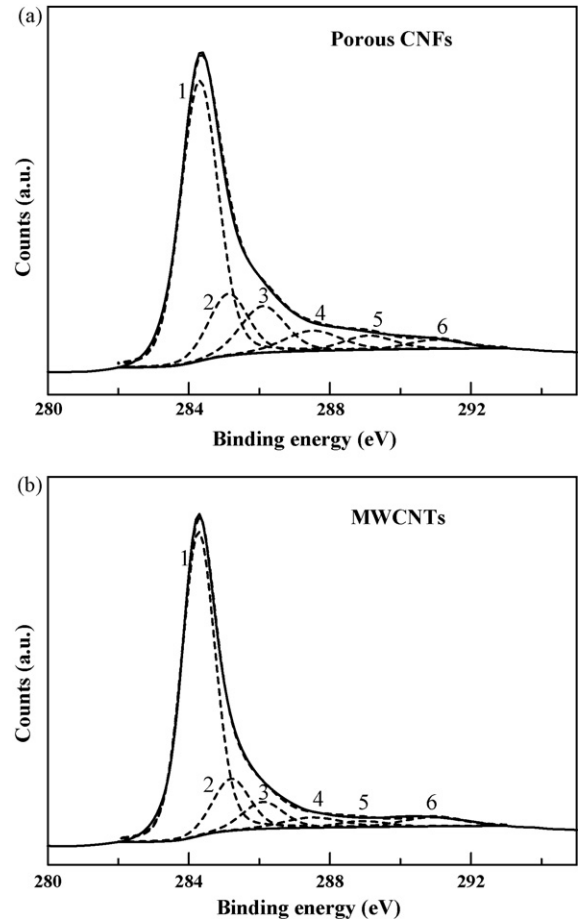 (a)
Porous CNFs
1
2
3
4
5
6
Counts (a.u.)
280 284 288 292
Binding energy (eV)
(b)
MWCNTs
1
2
3
4
5
6
Counts (a.u.)
280 284 288 292
Binding energy (eV)